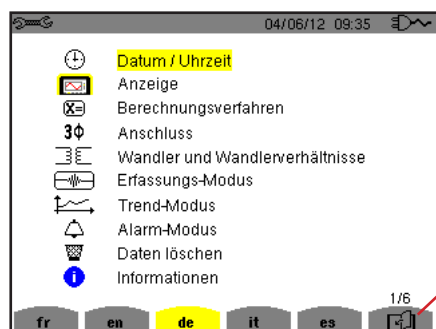 04/06/12 09:35
Datum / Uhrzeit
Anzeige
X= Berechnungsverfahren
3Φ Anschluss
Wandler und Wandlerverhältnisse
Erfassungs-Modus
Trend-Modus
Alarm-Modus
Daten löschen
i Informationen
1/6
fr en de it es